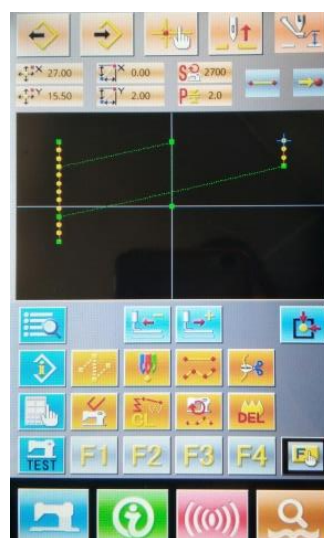 X 27.00 X 0.00 S 2700
Y 15.50 Y 2.00 P 2.0
CL DEL
TEST F1 F2 F3 F4 F